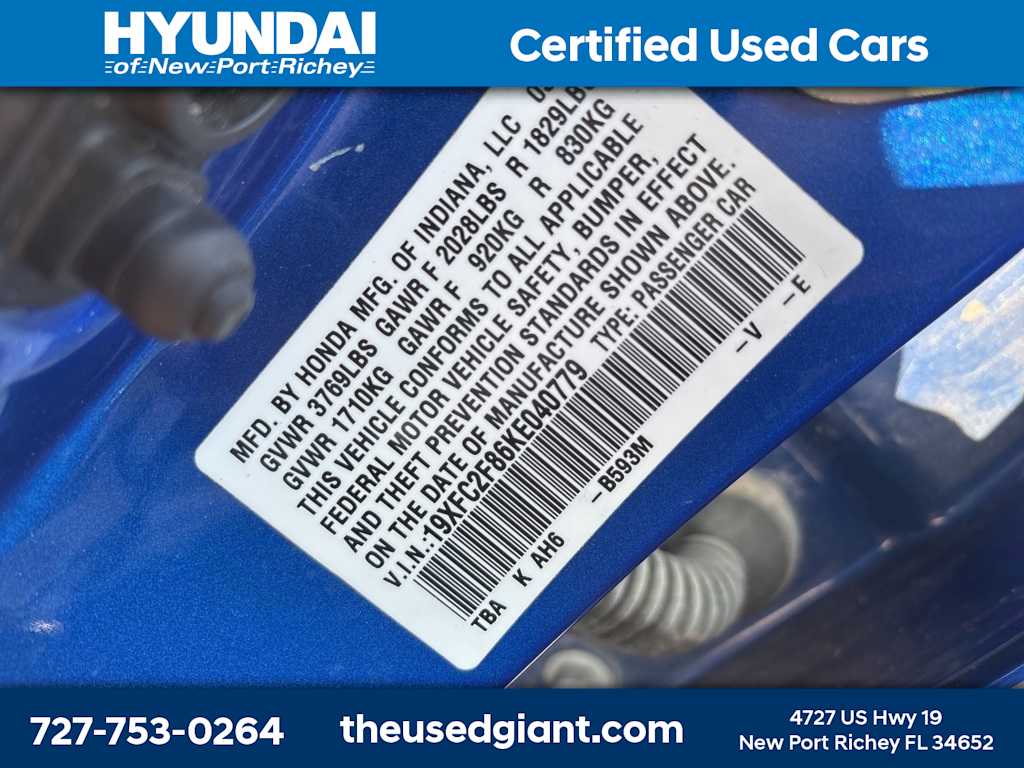 HYUNDAI
of New Port Richey
Certified Used Cars
MFD. BY HONDA MFG. OF INDIANA, LLC
GVWR 3769LBS GAWR F 2028LBS R 1829LBS
GVWR 1710KG GAWR F 920KG R 830KG
THIS VEHICLE CONFORMS TO ALL APPLICABLE
FEDERAL MOTOR VEHICLE SAFETY, BUMPER,
AND THEFT PREVENTION STANDARDS IN EFFECT
ON THE DATE OF MANUFACTURE SHOWN ABOVE.
V.I.N.:19XFC2F86KE040779 TYPE: PASSENGER CAR
TBA K AH6 -B593M -V -E
727-753-0264
theusedgiant.com
4727 US Hwy 19
New Port Richey FL 34652